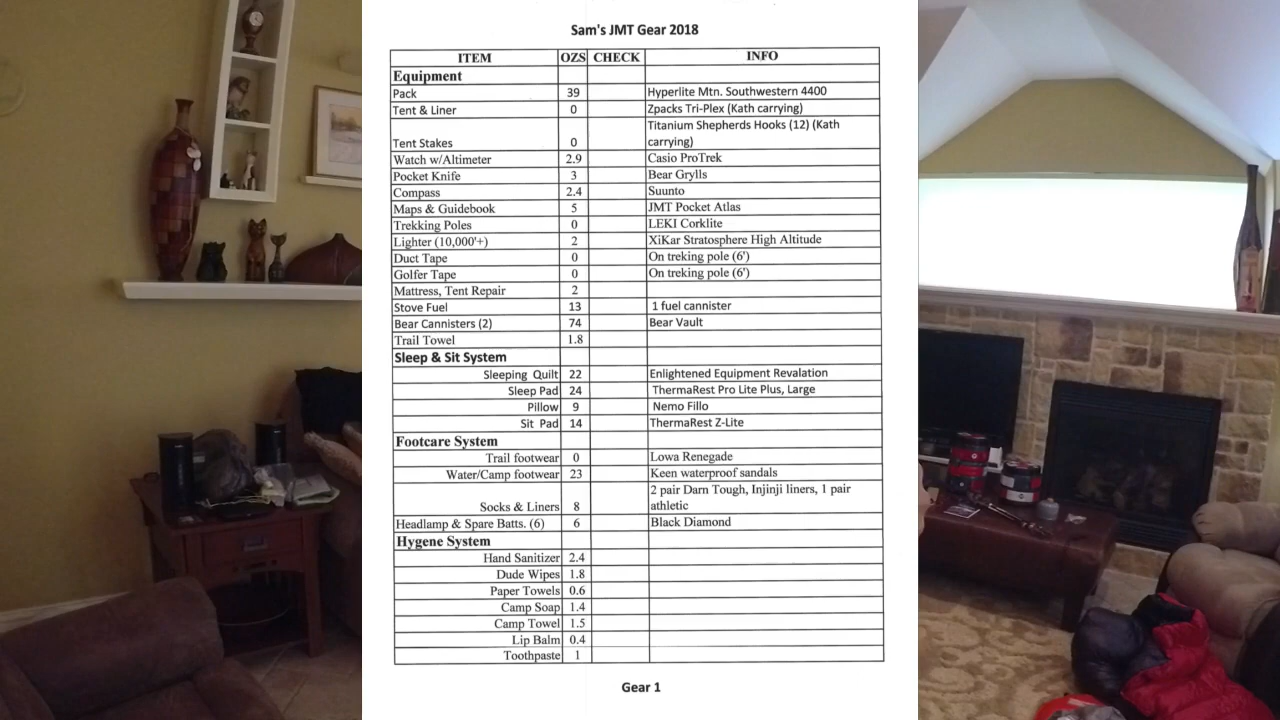 Sam's JMT Gear 2018
ITEM OZS CHECK INFO
Equipment
Pack 39 Hyperlite Mtn. Southwestern 4400
Tent & Liner 0 Zpacks Tri-Plex (Kath carrying)
Titanium Shepherds Hooks (12) (Kath
Tent Stakes 0 carrying)
Watch w/Altimeter 2.9 Casio ProTrek
Pocket Knife 3 Bear Grylls
Compass 2.4 Suunto
Maps & Guidebook 5 JMT Pocket Atlas
Trekking Poles 0 LEKI Corklite
Lighter (10,000'+) 2 XiKar Stratosphere High Altitude
Duct Tape 0 On treking pole (6')
Golfer Tape 0 On treking pole (6')
Mattress, Tent Repair 2
Stove Fuel 13 1 fuel cannister
Bear Cannisters (2) 74 Bear Vault
Trail Towel 1.8
Sleep & Sit System
Sleeping Quilt 22 Enlightened Equipment Revalation
Sleep Pad 24 ThermaRest Pro Lite Plus, Large
Pillow 9 Nemo Fillo
Sit Pad 14 ThermaRest Z-Lite
Footcare System
Trail footwear 0 Lowa Renegade
Water/Camp footwear 23 Keen waterproof sandals
2 pair Darn Tough, Injinji liners, 1 pair
Socks & Liners 8 athletic
Headlamp & Spare Batts. (6) 6 Black Diamond
Hygene System
Hand Sanitizer 2.4
Dude Wipes 1.8
Paper Towels 0.6
Camp Soap 1.4
Camp Towel 1.5
Lip Balm 0.4
Toothpaste 1
Gear 1